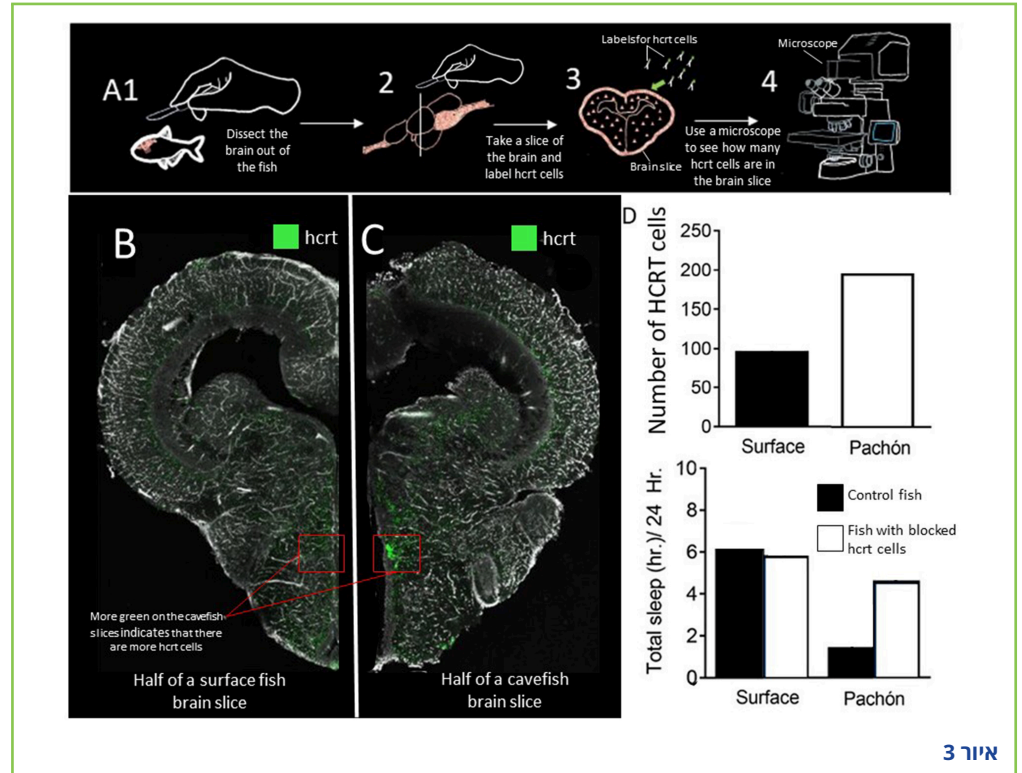 A1
Dissect the
brain out of
the fish
2
Take a slice of
the brain and
label hcrt cells
3
Labels for hcrt cells
Brain slice
Use a microscope
to see how many
hcrt cells are in
the brain slice
4
Microscope
B
hcrt
More green on the cavefish
slices indicates that there
are more hcrt cells
Half of a surface fish
brain slice
C
hcrt
Half of a cavefish
brain slice
D
Number of HCRT cells
250
200
150
100
50
0
Surface
Pachón
Total sleep (hr.)/ 24 Hr.
10
8
6
4
2
0
Control fish
Fish with blocked
hcrt cells
Surface
Pachón
איור 3